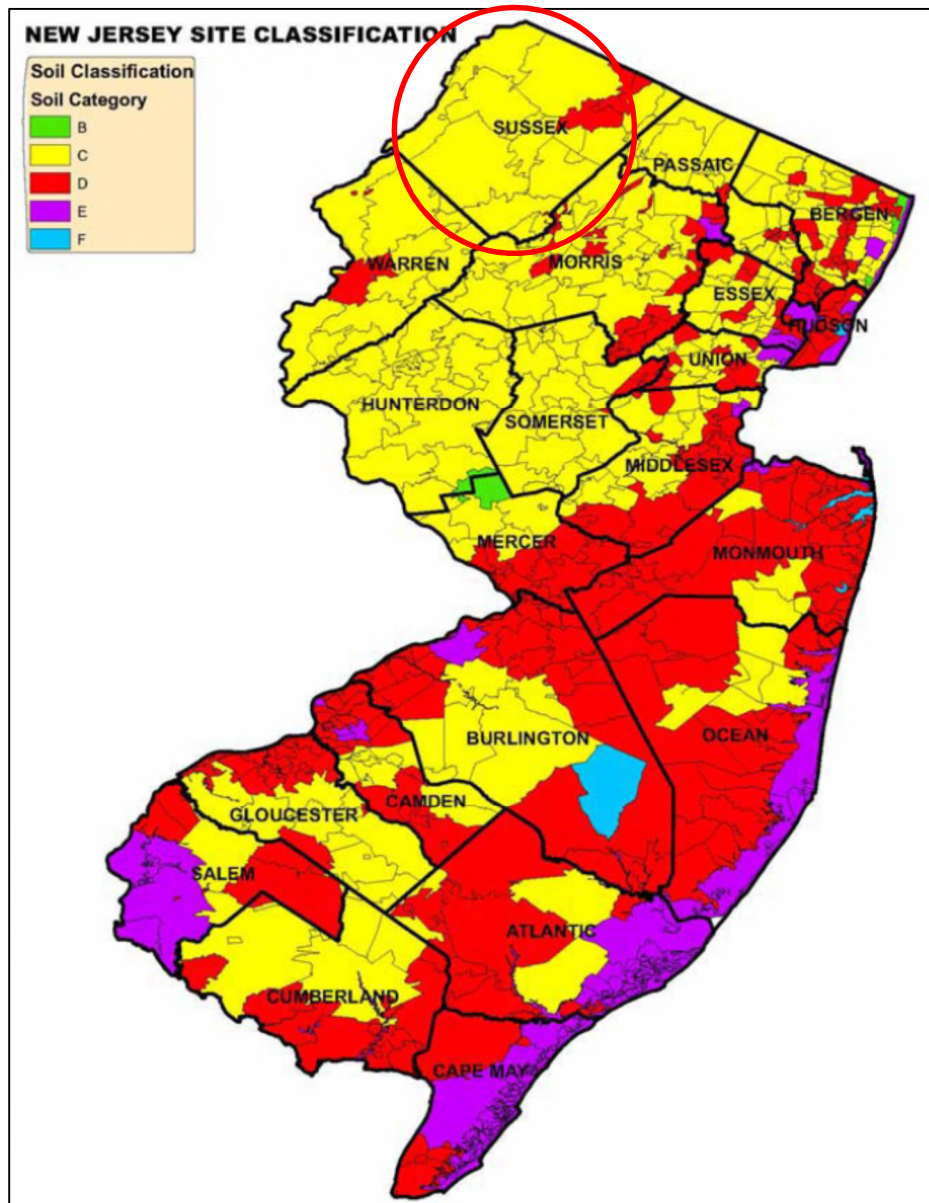 NEW JERSEY SITE CLASSIFICATION
Soil Classification
Soil Category
B
C
D
E
F
SUSSEX
PASSAIC
BERGEN
WARREN
MORRIS
ESSEX
HUDSON
UNION
HUNTERDON
SOMERSET
MIDDLESEX
MERCER
MONMOUTH
BURLINGTON
OCEAN
CAMDEN
GLOUCESTER
SALEM
ATLANTIC
CUMBERLAND
CAPE MAY